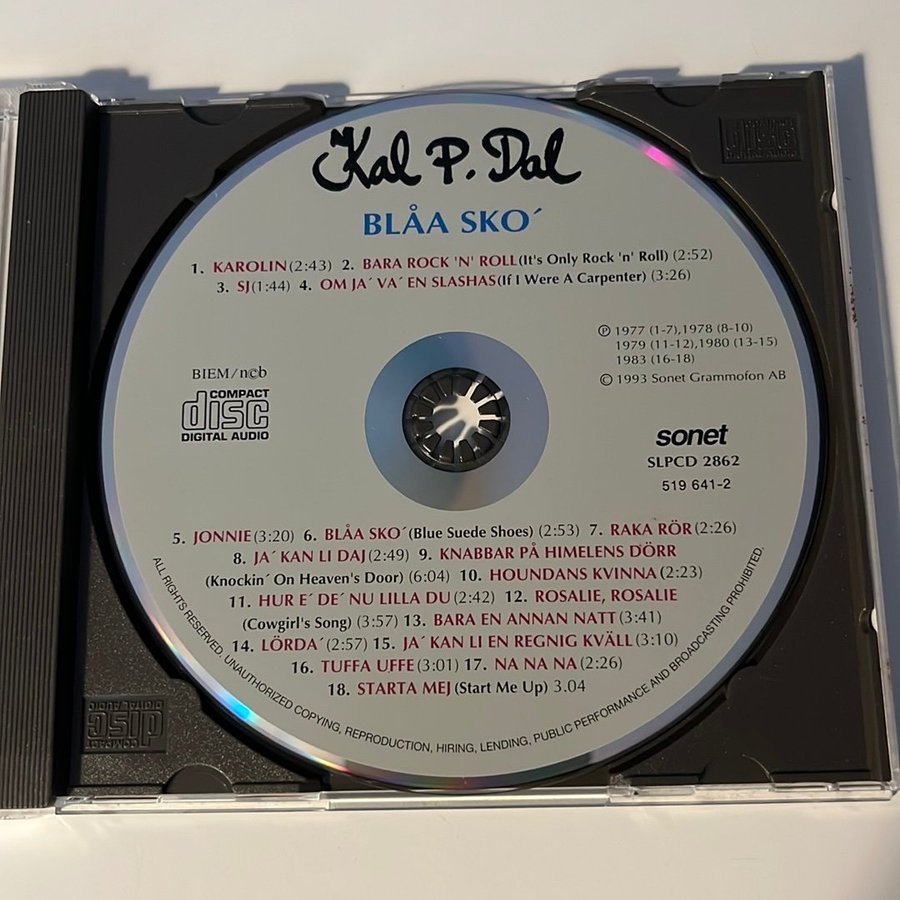 Kal P. Dal
BLÅA SKO´
1. KAROLIN (2:43) 2. BARA ROCK 'N' ROLL (It's Only Rock 'n' Roll) (2:52)
3. SJ (1:44) 4. OM JA´ VA´ EN SLASHAS (If I Were A Carpenter) (3:26)
℗ 1977 (1-7),1978 (8-10)
1979 (11-12),1980 (13-15)
1983 (16-18)
© 1993 Sonet Grammofon AB
BIEM/n©b
COMPACT
disc
DIGITAL AUDIO
sonet
SLPCD 2862
519 641-2
5. JONNIE (3:20) 6. BLÅA SKO´ (Blue Suede Shoes) (2:53) 7. RAKA RÖR (2:26)
8. JA´ KAN LI DAJ (2:49) 9. KNABBAR PÅ HIMELENS DÖRR
(Knockin´ On Heaven's Door) (6:04) 10. HOUNDANS KVINNA (2:23)
11. HUR E´ DE´ NU LILLA DU (2:42) 12. ROSALIE, ROSALIE
(Cowgirl's Song) (3:57) 13. BARA EN ANNAN NATT (3:41)
14. LÖRDA´ (2:57) 15. JA´ KAN LI EN REGNIG KVÄLL (3:10)
16. TUFFA UFFE (3:01) 17. NA NA NA (2:26)
18. STARTA MEJ (Start Me Up) 3.04
ALL RIGHTS RESERVED. UNAUTHORIZED COPYING, REPRODUCTION, HIRING, LENDING, PUBLIC PERFORMANCE AND BROADCASTING PROHIBITED.
COMPACT
disc
DIGITAL AUDIO
COMPACT
disc
DIGITAL AUDIO